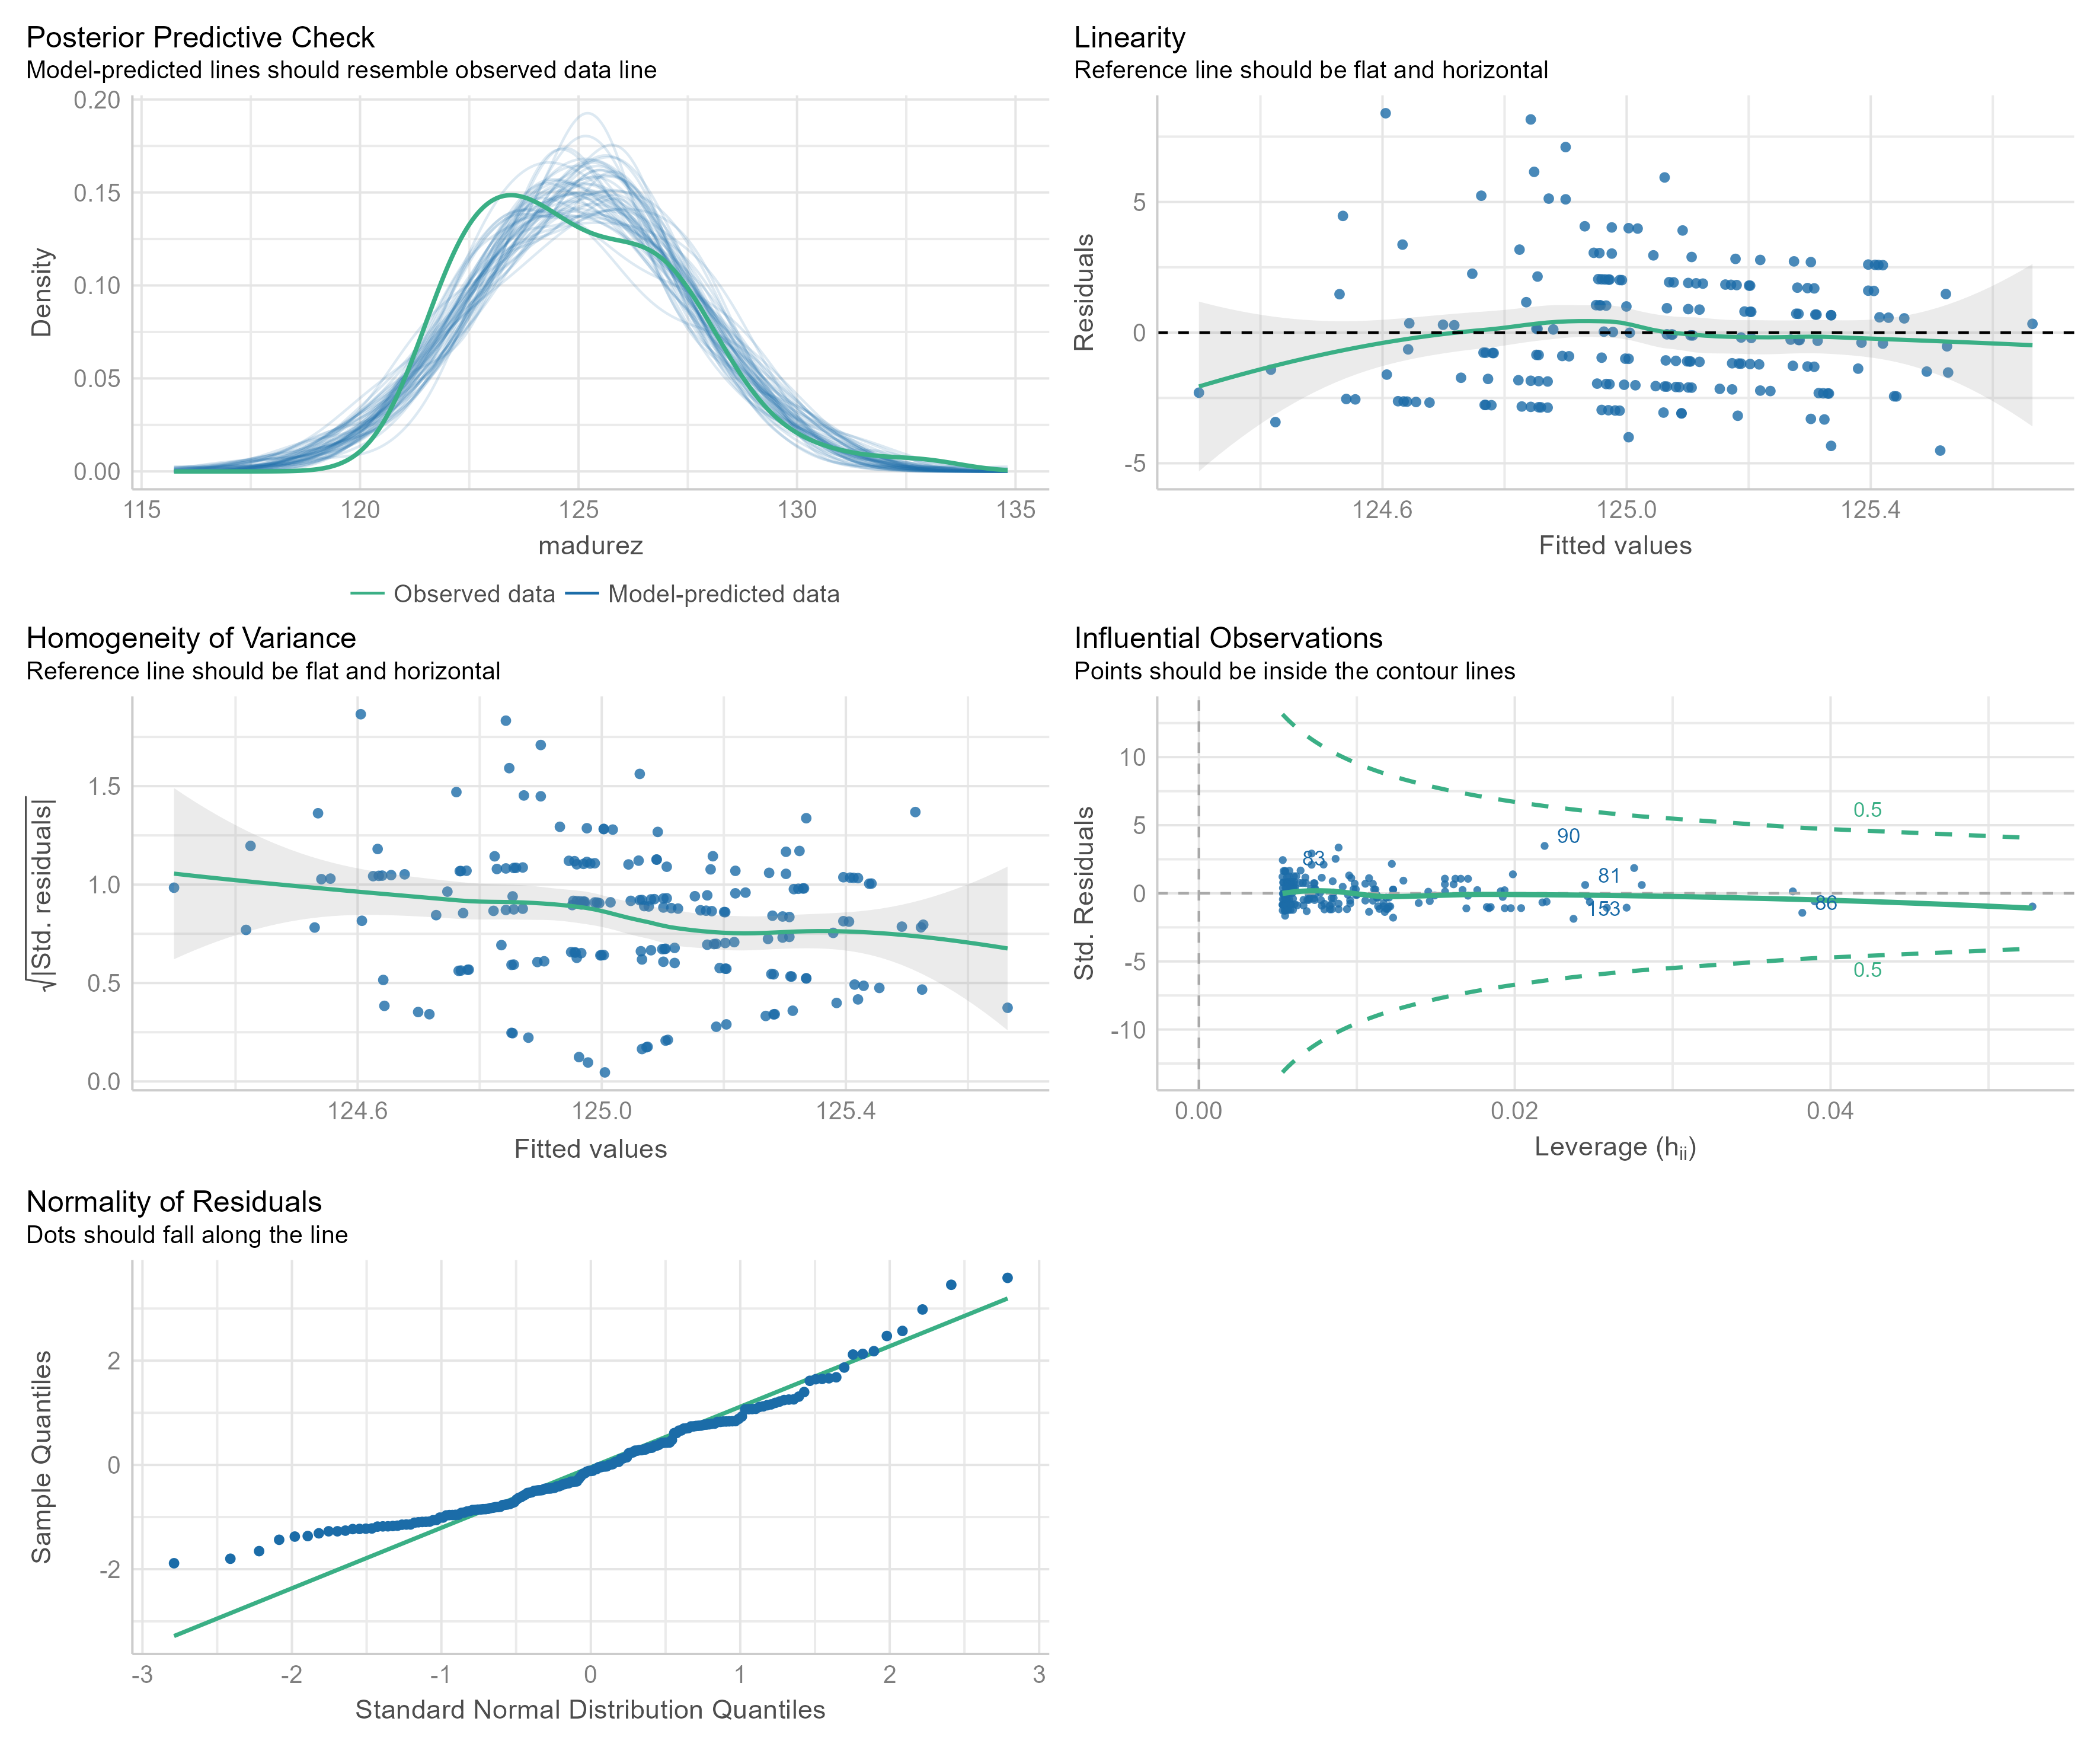 Posterior Predictive Check
Model-predicted lines should resemble observed data line
0.20
0.15
0.10
0.05
0.00
Density
115 120 125 130 135
madurez
Observed data Model-predicted data
Linearity
Reference line should be flat and horizontal
5
0
-5
Residuals
124.6 125.0 125.4
Fitted values
Homogeneity of Variance
Reference line should be flat and horizontal
1.5
1.0
0.5
0.0
√|Std. residuals|
124.6 125.0 125.4
Fitted values
Influential Observations
Points should be inside the contour lines
10
5
0
-5
-10
Std. Residuals
0.5
90
83
81
153
86
0.5
0.00 0.02 0.04
Leverage (hii)
Normality of Residuals
Dots should fall along the line
2
0
-2
Sample Quantiles
-3 -2 -1 0 1 2 3
Standard Normal Distribution Quantiles